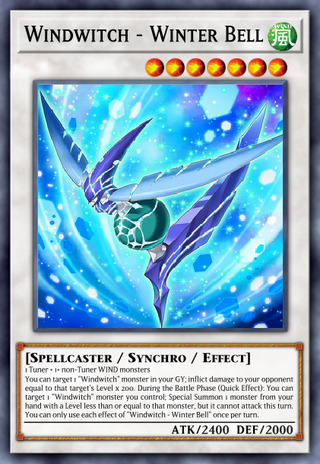 Windwitch - Winter Bell
WIND
風
[Spellcaster / Synchro / Effect]
1 Tuner + 1+ non-Tuner WIND monsters
You can target 1 "Windwitch" monster in your GY; inflict damage to your opponent
equal to that target's Level x 200. During the Battle Phase (Quick Effect): You can
target 1 "Windwitch" monster you control; Special Summon 1 monster from your
hand with a Level less than or equal to that monster, but it cannot attack this turn.
You can only use each effect of "Windwitch - Winter Bell" once per turn.
ATK/2400 DEF/2000